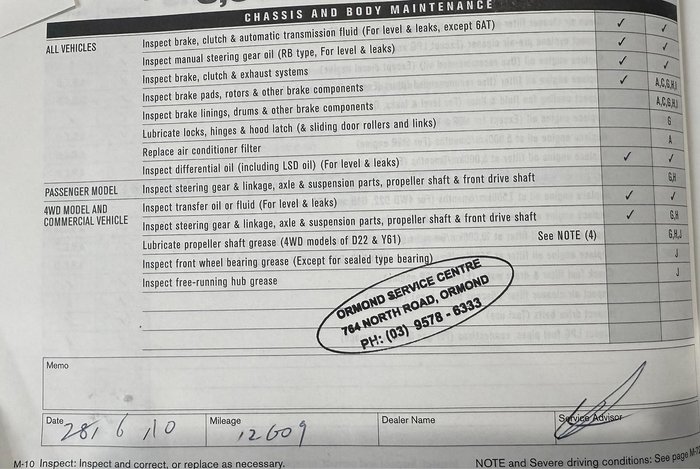 CHASSIS AND BODY MAINTENANCE
ALL VEHICLES Inspect brake, clutch & automatic transmission fluid (For level & leaks, except 6AT) ✓ ✓
Inspect manual steering gear oil (RB type, For level & leaks) ✓ ✓
Inspect brake, clutch & exhaust systems ✓ ✓
Inspect brake pads, rotors & other brake components ✓ A,C,G,H,I
Inspect brake linings, drums & other brake components A,C,G,H,I
Lubricate locks, hinges & hood latch (& sliding door rollers and links) G
Replace air conditioner filter A
Inspect differential oil (including LSD oil) (For level & leaks) ✓ ✓
PASSENGER MODEL Inspect steering gear & linkage, axle & suspension parts, propeller shaft & front drive shaft G,H
4WD MODEL AND COMMERCIAL VEHICLE Inspect transfer oil or fluid (For level & leaks) ✓ ✓
Inspect steering gear & linkage, axle & suspension parts, propeller shaft & front drive shaft ✓ G,H
Lubricate propeller shaft grease (4WD models of D22 & Y61) See NOTE (4) G,H,J
Inspect front wheel bearing grease (Except for sealed type bearing) J
Inspect free-running hub grease J
ORMOND SERVICE CENTRE
764 NORTH ROAD, ORMOND
PH: (03) 9578 - 6333
Memo
Date 28, 6, 10 Mileage 12609 Dealer Name Service Advisor
M-10 Inspect: Inspect and correct, or replace as necessary. NOTE and Severe driving conditions: See page